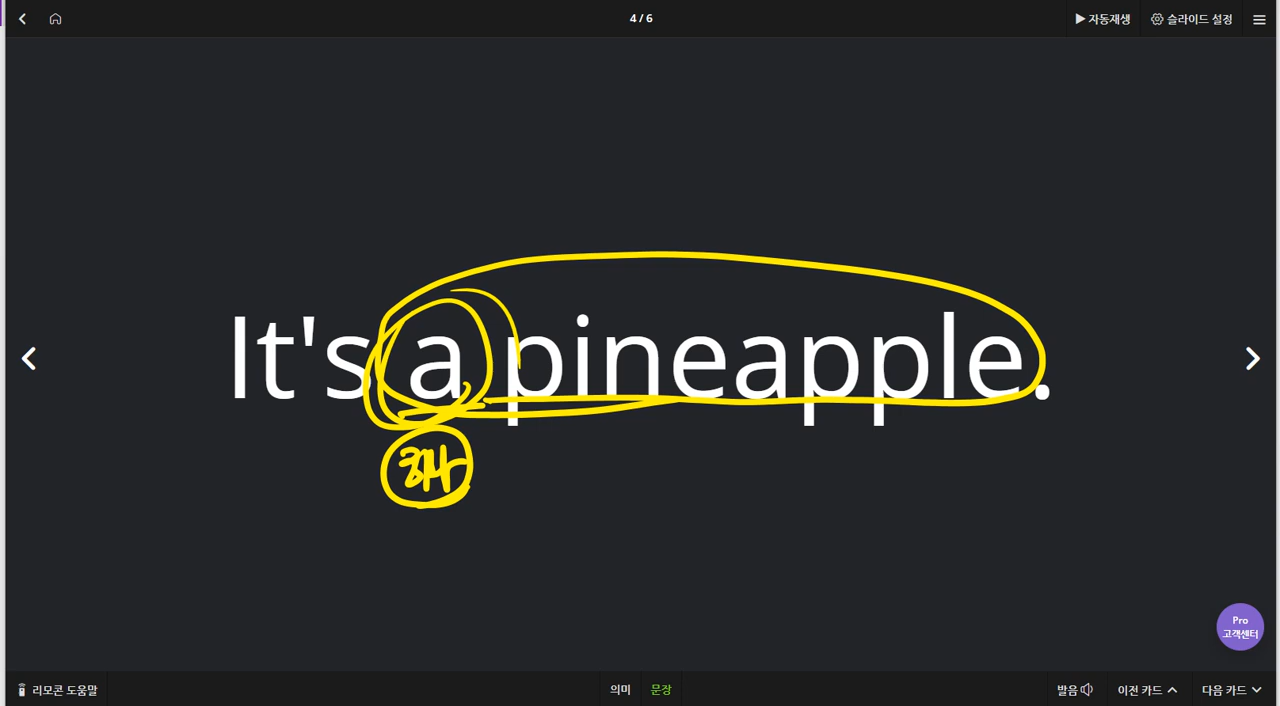 4 / 6
자동재생
슬라이드 설정
It's a pineapple.
Pro
고객센터
리모콘 도움말
의미
문장
발음
이전 카드
다음 카드